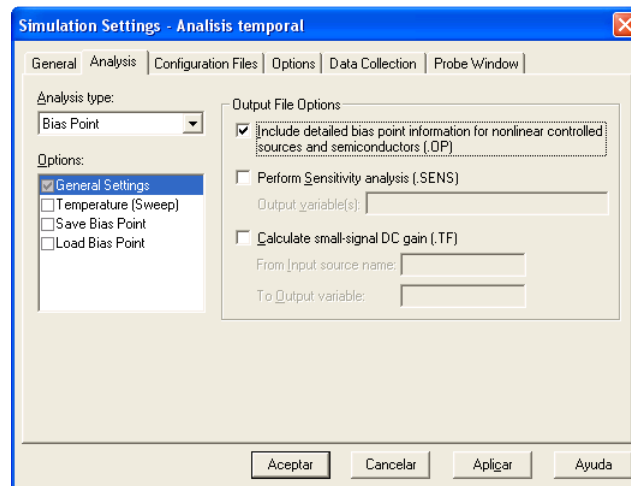 Simulation Settings - Analisis temporal
General Analysis Configuration Files Options Data Collection Probe Window
Analysis type:
Bias Point
Options:
General Settings
Temperature (Sweep)
Save Bias Point
Load Bias Point
Output File Options
Include detailed bias point information for nonlinear controlled
sources and semiconductors (.OP)
Perform Sensitivity analysis (.SENS)
Output variable(s):
Calculate small-signal DC gain (.TF)
From Input source name:
To Output variable:
Aceptar Cancelar Aplicar Ayuda